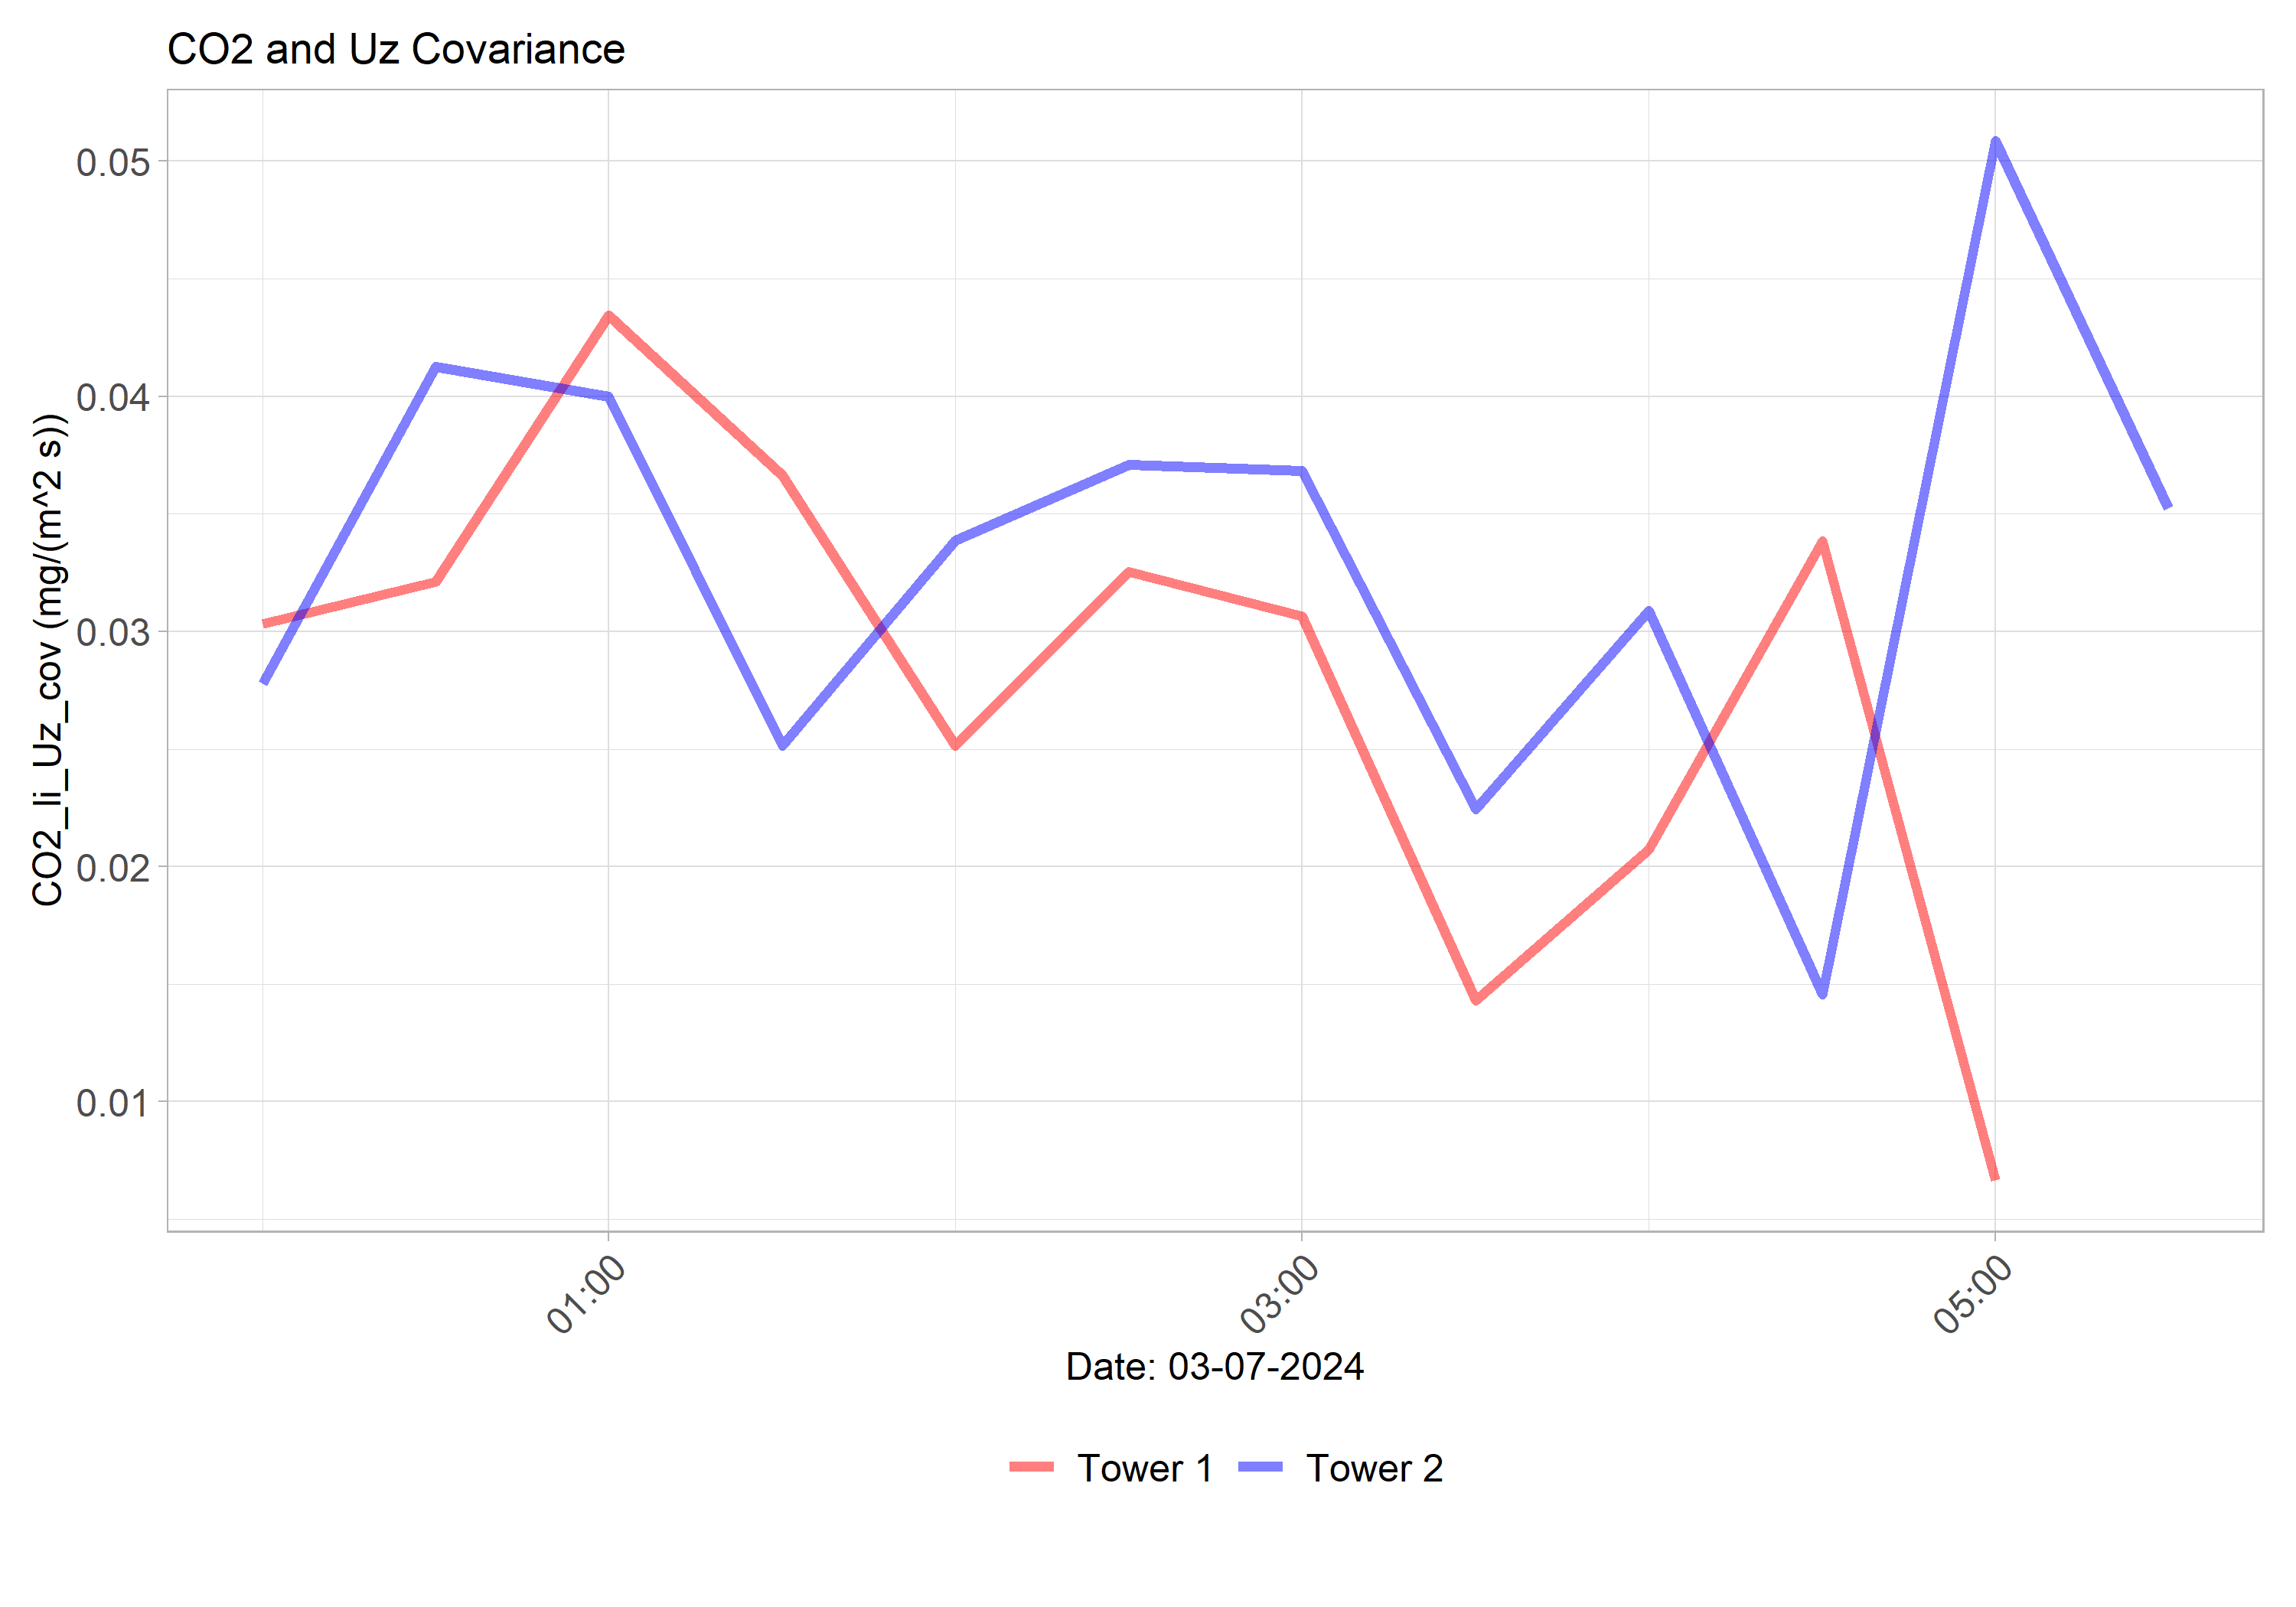 CO2 and Uz Covariance
CO2_li_Uz_cov (mg/(m^2 s))
0.05
0.04
0.03
0.02
0.01
01:00
03:00
05:00
Date: 03-07-2024
Tower 1
Tower 2